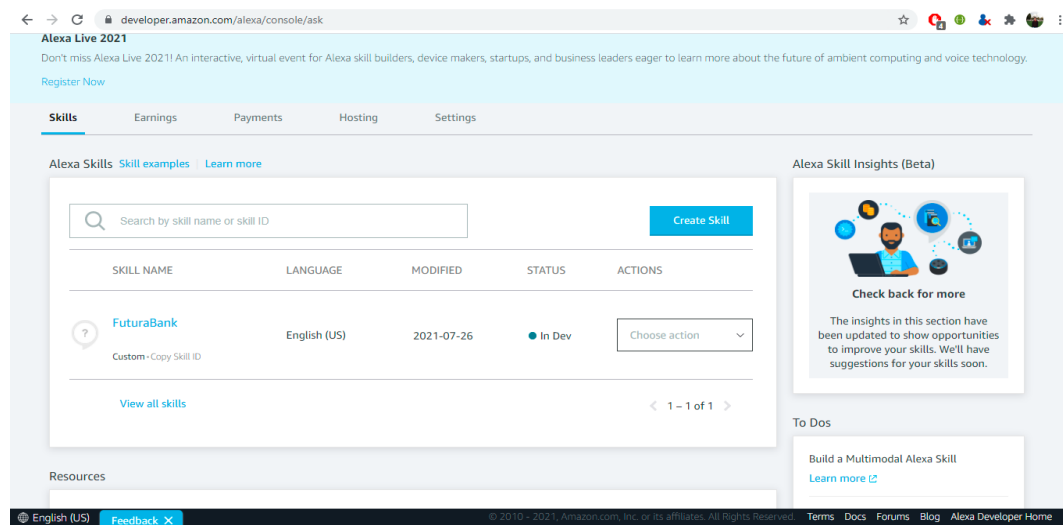 developer.amazon.com/alexa/console/ask
4
Alexa Live 2021
Don't miss Alexa Live 2021! An interactive, virtual event for Alexa skill builders, device makers, startups, and business leaders eager to learn more about the future of ambient computing and voice technology.
Register Now
Skills Earnings Payments Hosting Settings
Alexa Skills Skill examples Learn more
Search by skill name or skill ID
Create Skill
SKILL NAME LANGUAGE MODIFIED STATUS ACTIONS
?
FuturaBank
English (US) 2021-07-26 In Dev Choose action
Custom • Copy Skill ID
View all skills
1 – 1 of 1
Alexa Skill Insights (Beta)
Check back for more
The insights in this section have
been updated to show opportunities
to improve your skills. We'll have
suggestions for your skills soon.
To Dos
Build a Multimodal Alexa Skill
Learn more
Resources
English (US) Feedback X
© 2010 - 2021, Amazon.com, Inc. or its affiliates. All Rights Reserved. Terms Docs Forums Blog Alexa Developer Home